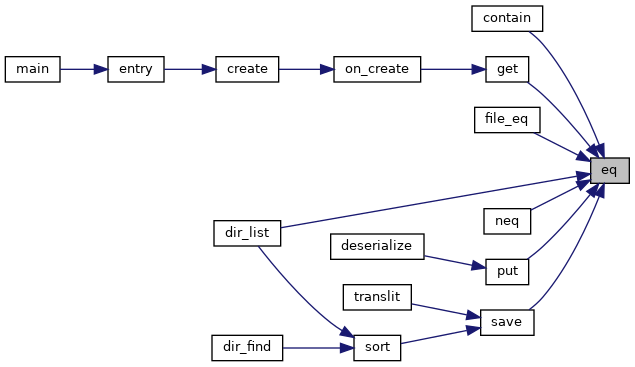 contain
main
entry
create
on_create
get
file_eq
eq
neq
dir_list
deserialize
put
translit
save
dir_find
sort